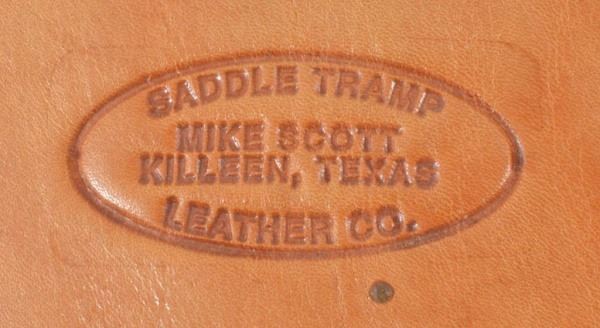 SADDLE TRAMP
MIKE SCOTT
KILLEEN, TEXAS
LEATHER CO.